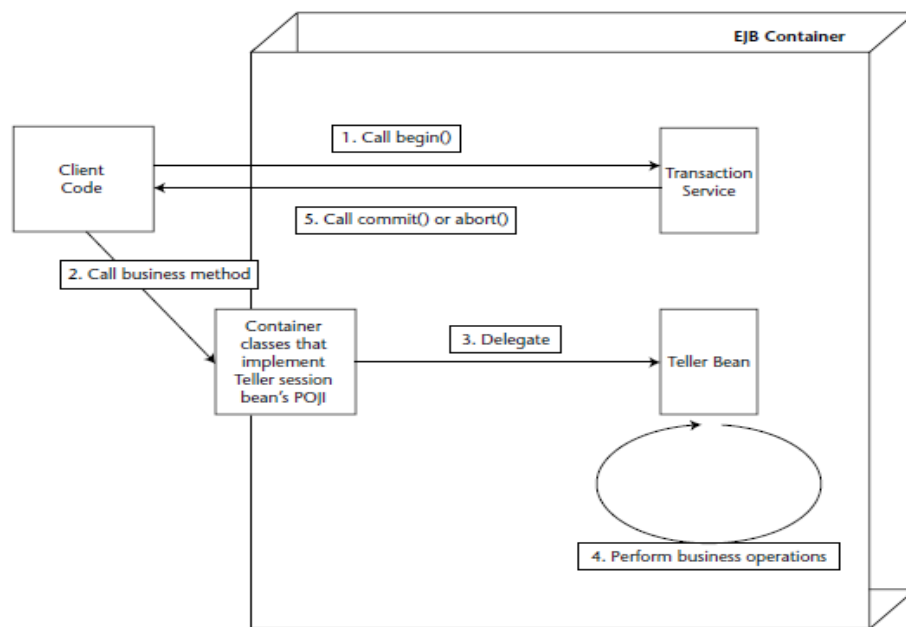 EJB Container
1. Call begin()
Client
Code
Transaction
Service
5. Call commit() or abort()
2. Call business method
Container
classes that
implement
Teller session
bean's POJI
3. Delegate
Teller Bean
4. Perform business operations